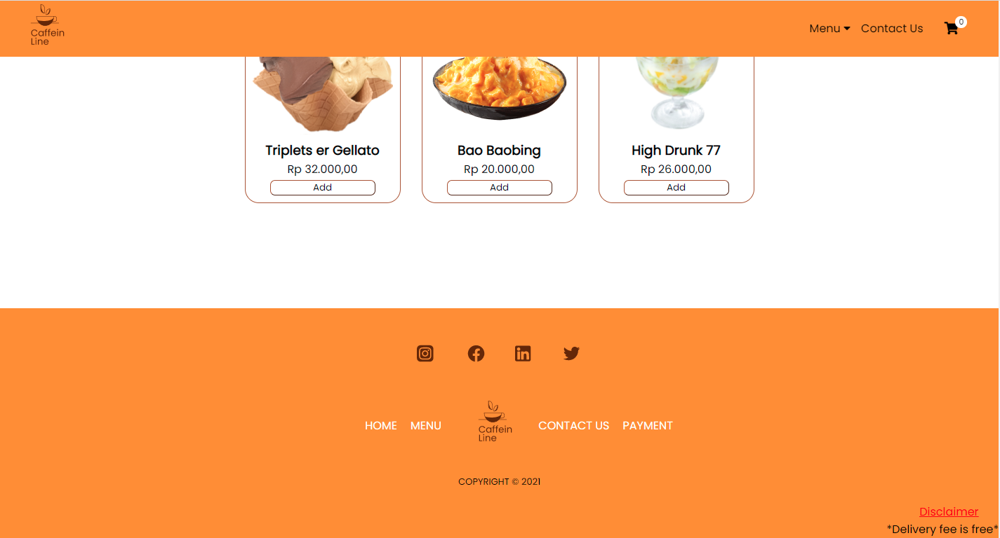 Caffein
Line
Menu
Contact Us
0
Triplets er Gellato
Rp 32.000,00
Add
Bao Baobing
Rp 20.000,00
Add
High Drunk 77
Rp 26.000,00
Add
HOME
MENU
Caffein
Line
CONTACT US
PAYMENT
COPYRIGHT © 2021
Disclaimer
*Delivery fee is free*